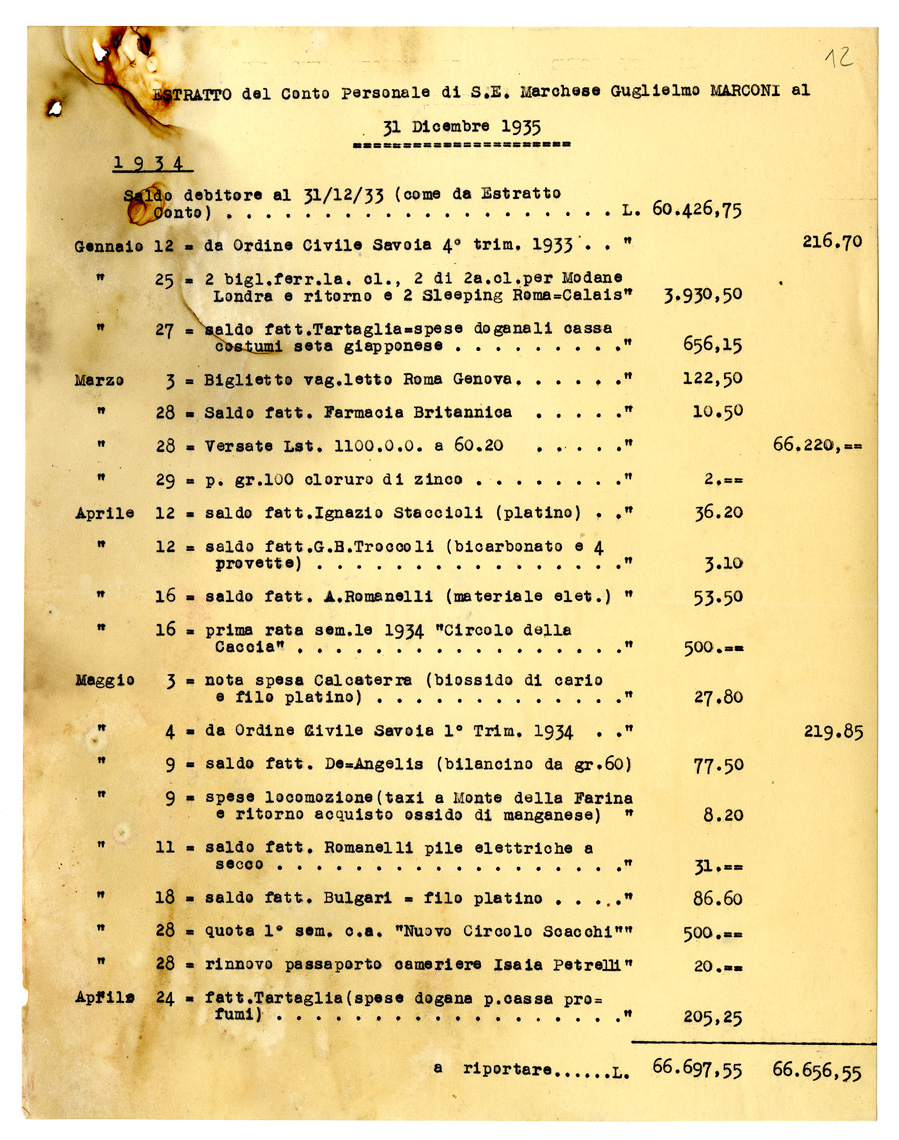 12
ESTRATTO del Conto Personale di S.E. Marchese Guglielmo MARCONI al
31 Dicembre 1935
======================
1 9 3 4
Saldo debitore al 31/12/33 (come da Estratto
Conto) . . . . . . . . . . . . . . . . . . . . L. 60.426,75
Gennaio 12 = da Ordine Civile Savoia 4° trim. 1933 . . " 216.70
" 25 = 2 bigl.ferr.la. cl., 2 di 2a.cl.per Modane
Londra e ritorno e 2 Sleeping Roma=Calais" 3.930,50
" 27 = saldo fatt.Tartaglia=spese doganali cassa
costumi seta giapponese . . . . . . . . ." 656,15
Marzo 3 = Biglietto vag.letto Roma Genova. . . . . ." 122,50
" 28 = Saldo fatt. Farmacia Britannica . . . . ." 10.50
" 28 = Versate Lst. 1100.0.0. a 60.20 . . . . ." 66.220,==
" 29 = p. gr.100 cloruro di zinco . . . . . . . ." 2.==
Aprile 12 = saldo fatt.Ignazio Staccioli (platino) . ." 36.20
" 12 = saldo fatt.G.B.Troccoli (bicarbonato e 4
provette) . . . . . . . . . . . . . . . ." 3.10
" 16 = saldo fatt. A.Romanelli (materiale elet.) " 53.50
" 16 = prima rata sem.le 1934 "Circolo della
Caccia" . . . . . . . . . . . . . . . . ." 500.==
Maggio 3 = nota spesa Calcaterra (biossido di cario
e filo platino) . . . . . . . . . . . . ." 27.80
" 4 = da Ordine Civile Savoia 1° Trim. 1934 . ." 219.85
" 9 = saldo fatt. De=Angelis (bilancino da gr.60) 77.50
" 9 = spese locomozione(taxi a Monte della Farina
e ritorno acquisto ossido di manganese) " 8.20
" 11 = saldo fatt. Romanelli pile elettriche a
secco . . . . . . . . . . . . . . . . . ." 31.==
" 18 = saldo fatt. Bulgari = filo platino . . . .." 86.60
" 28 = quota 1° sem. c.a. "Nuovo Circolo Scacchi"" 500.==
" 28 = rinnovo passaporto cameriere Isaia Petrelli" 20.==
Aprile 24 = fatt.Tartaglia(spese dogana p.cassa pro=
fumi) . . . . . . . . . . . . . . . . . ." 205,25
a riportare......L. 66.697,55 66.656,55